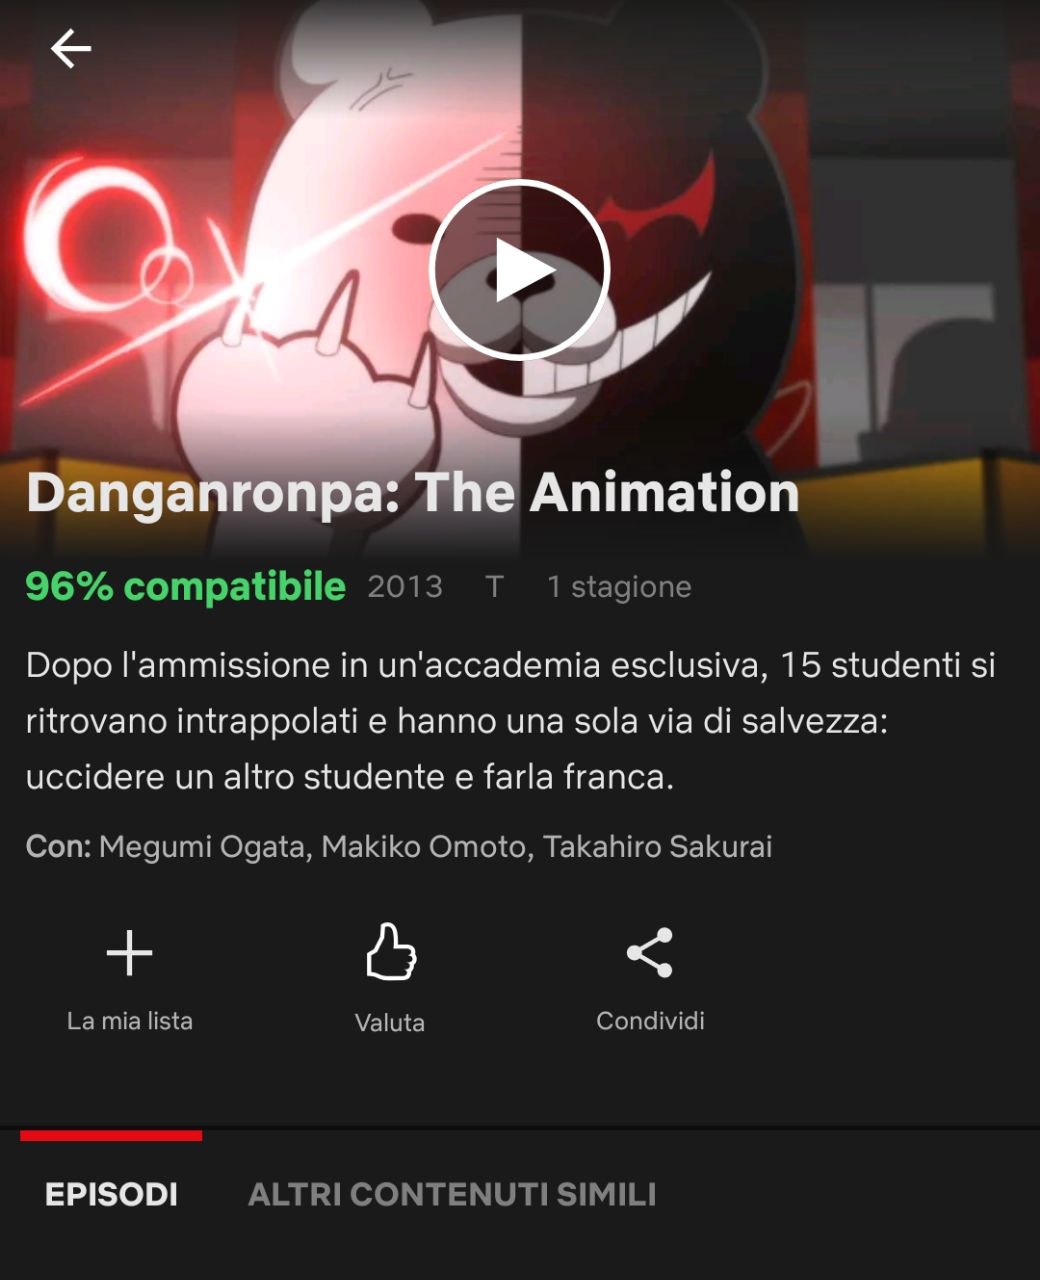 Danganronpa: The Animation
96% compatibile 2013 T 1 stagione
Dopo l'ammissione in un'accademia esclusiva, 15 studenti si
ritrovano intrappolati e hanno una sola via di salvezza:
uccidere un altro studente e farla franca.
Con: Megumi Ogata, Makiko Omoto, Takahiro Sakurai
La mia lista Valuta Condividi
EPISODI ALTRI CONTENUTI SIMILI